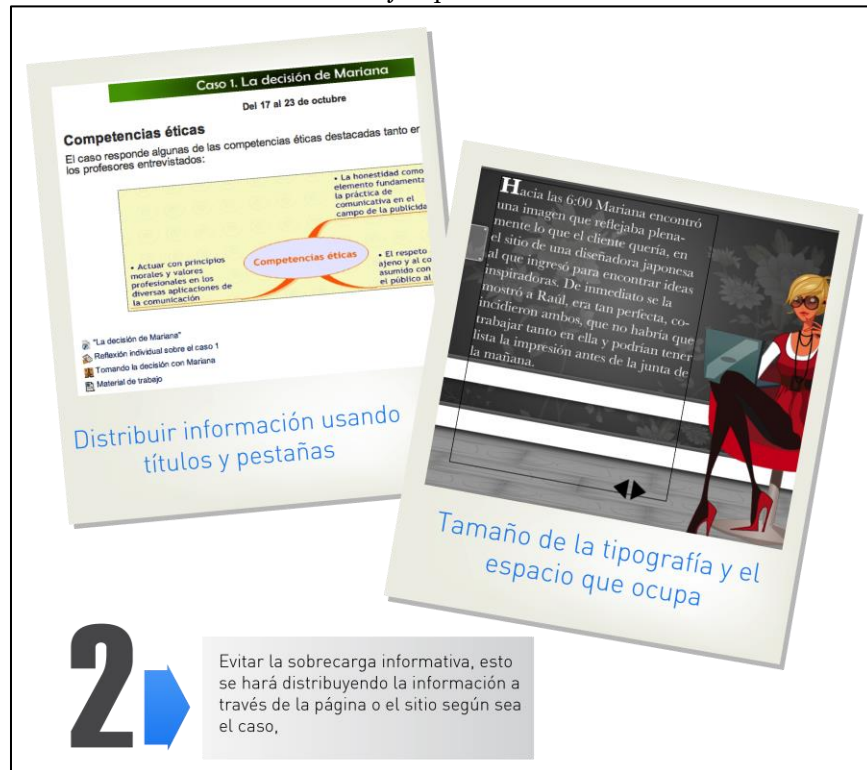 Caso 1. La decisión de Mariana
Del 17 al 23 de octubre
Competencias éticas
El caso responde algunas de las competencias éticas destacadas tanto en
los profesores entrevistados:
• La honestidad como
elemento fundamenta
la práctica de
comunicativa en el
campo de la publicida
Competencias éticas
• Actuar con principios
morales y valores
profesionales en los
diversas aplicaciones de
la comunicación
• El respeto
ajeno y al co
asumido con
el público al
"La decisión de Mariana"
Reflexión individual sobre el caso 1
Tomando la decisión con Mariana
Material de trabajo
Distribuir información usando
títulos y pestañas
Hacia las 6:00 Mariana encontró
una imagen que reflejaba plena-
mente lo que el cliente quería, en
el sitio de una diseñadora japonesa
al que ingresó para encontrar ideas
inspiradoras. De inmediato se la
mostró a Raúl, era tan perfecta, co-
incidieron ambos, que no habría que
trabajar tanto en ella y podrían tener
lista la impresión antes de la junta de
la mañana.
Tamaño de la tipografía y el
espacio que ocupa
2
Evitar la sobrecarga informativa, esto
se hará distribuyendo la información a
través de la página o el sitio según sea
el caso,